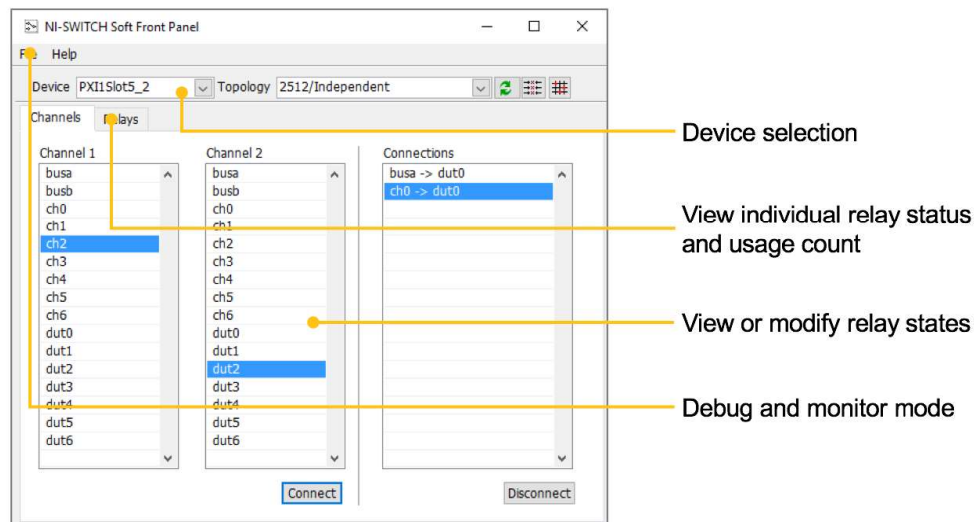 NI-SWITCH Soft Front Panel
File Help
Device PXI1Slot5_2 Topology 2512/Independent
Channels Relays
Channel 1
busa
busb
ch0
ch1
ch2
ch3
ch4
ch5
ch6
dut0
dut1
dut2
dut3
dut4
dut5
dut6
Channel 2
busa
busb
ch0
ch1
ch2
ch3
ch4
ch5
ch6
dut0
dut1
dut2
dut3
dut4
dut5
dut6
Connect
Connections
busa -> dut0
ch0 -> dut0
Disconnect
Device selection
View individual relay status
and usage count
View or modify relay states
Debug and monitor mode